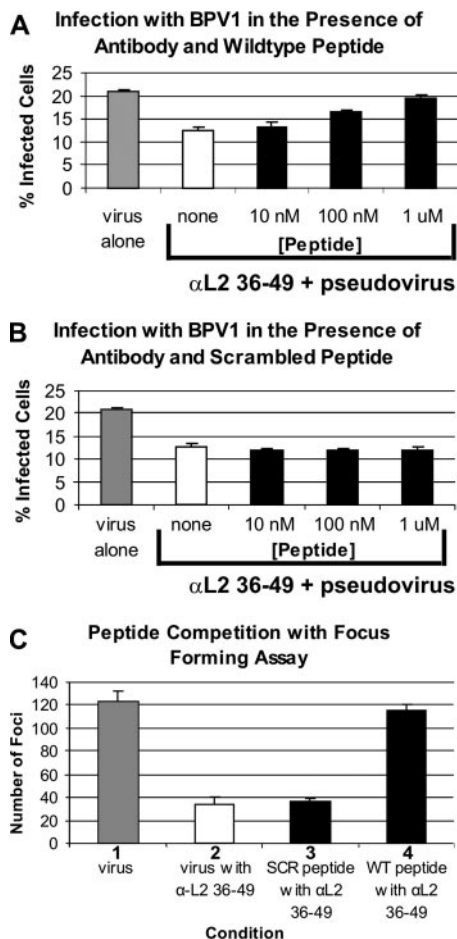 A
Infection with BPV1 in the Presence of
Antibody and Wildtype Peptide
% Infected Cells
25
20
15
10
5
0
virus alone
none
10 nM
100 nM
1 uM
[Peptide]
αL2 36-49 + pseudovirus
B
Infection with BPV1 in the Presence of
Antibody and Scrambled Peptide
% Infected Cells
25
20
15
10
5
0
virus alone
none
10 nM
100 nM
1 uM
[Peptide]
αL2 36-49 + pseudovirus
C
Peptide Competition with Focus
Forming Assay
Number of Foci
140
120
100
80
60
40
20
0
1
virus
2
virus with
α-L2 36-49
3
SCR peptide
with αL2
36-49
4
WT peptide
with αL2
36-49
Condition